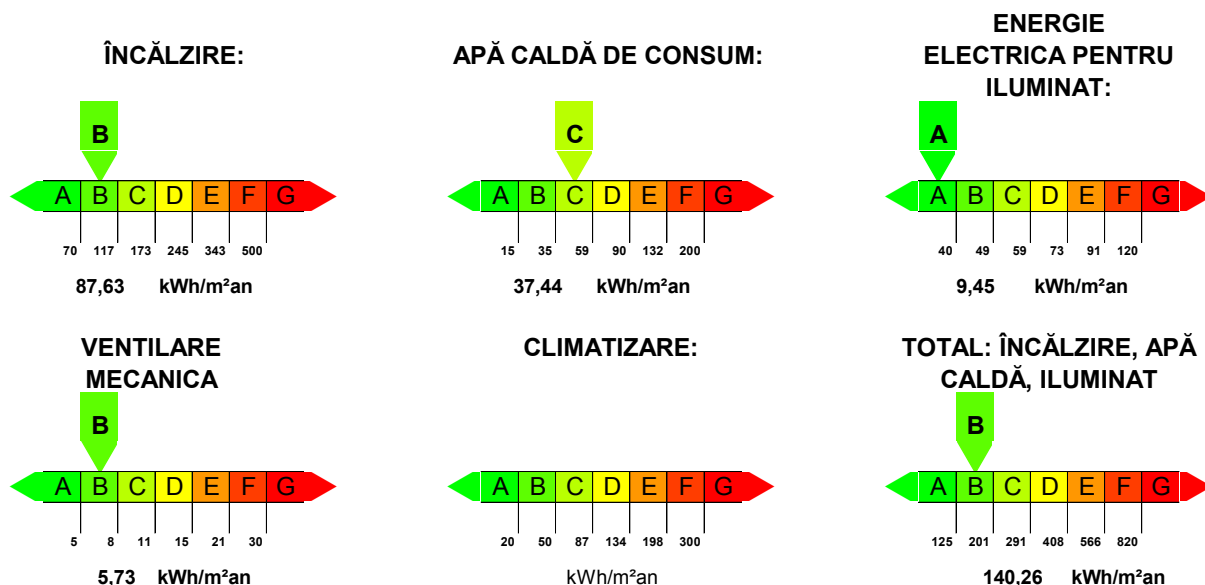 ÎNCĂLZIRE:
B
A B C D E F G
70 117 173 245 343 500
87,63 kWh/m²an
APĂ CALDĂ DE CONSUM:
C
A B C D E F G
15 35 59 90 132 200
37,44 kWh/m²an
ENERGIE
ELECTRICA PENTRU
ILUMINAT:
A
A B C D E F G
40 49 59 73 91 120
9,45 kWh/m²an
VENTILARE
MECANICA
B
A B C D E F G
5 8 11 15 21 30
5,73 kWh/m²an
CLIMATIZARE:
A B C D E F G
20 50 87 134 198 300
kWh/m²an
TOTAL: ÎNCĂLZIRE, APĂ
CALDĂ, ILUMINAT
B
A B C D E F G
125 201 291 408 566 820
140,26 kWh/m²an